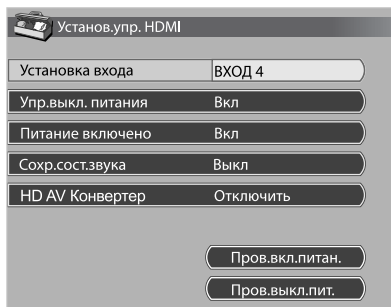 Установ.упр. HDMI
Установка входа ВХОД 4
Упр.выкл. питания Вкл
Питание включено Вкл
Сохр.сост.звука Выкл
HD AV Конвертер Отключить
Пров.вкл.питан.
Пров.выкл.пит.